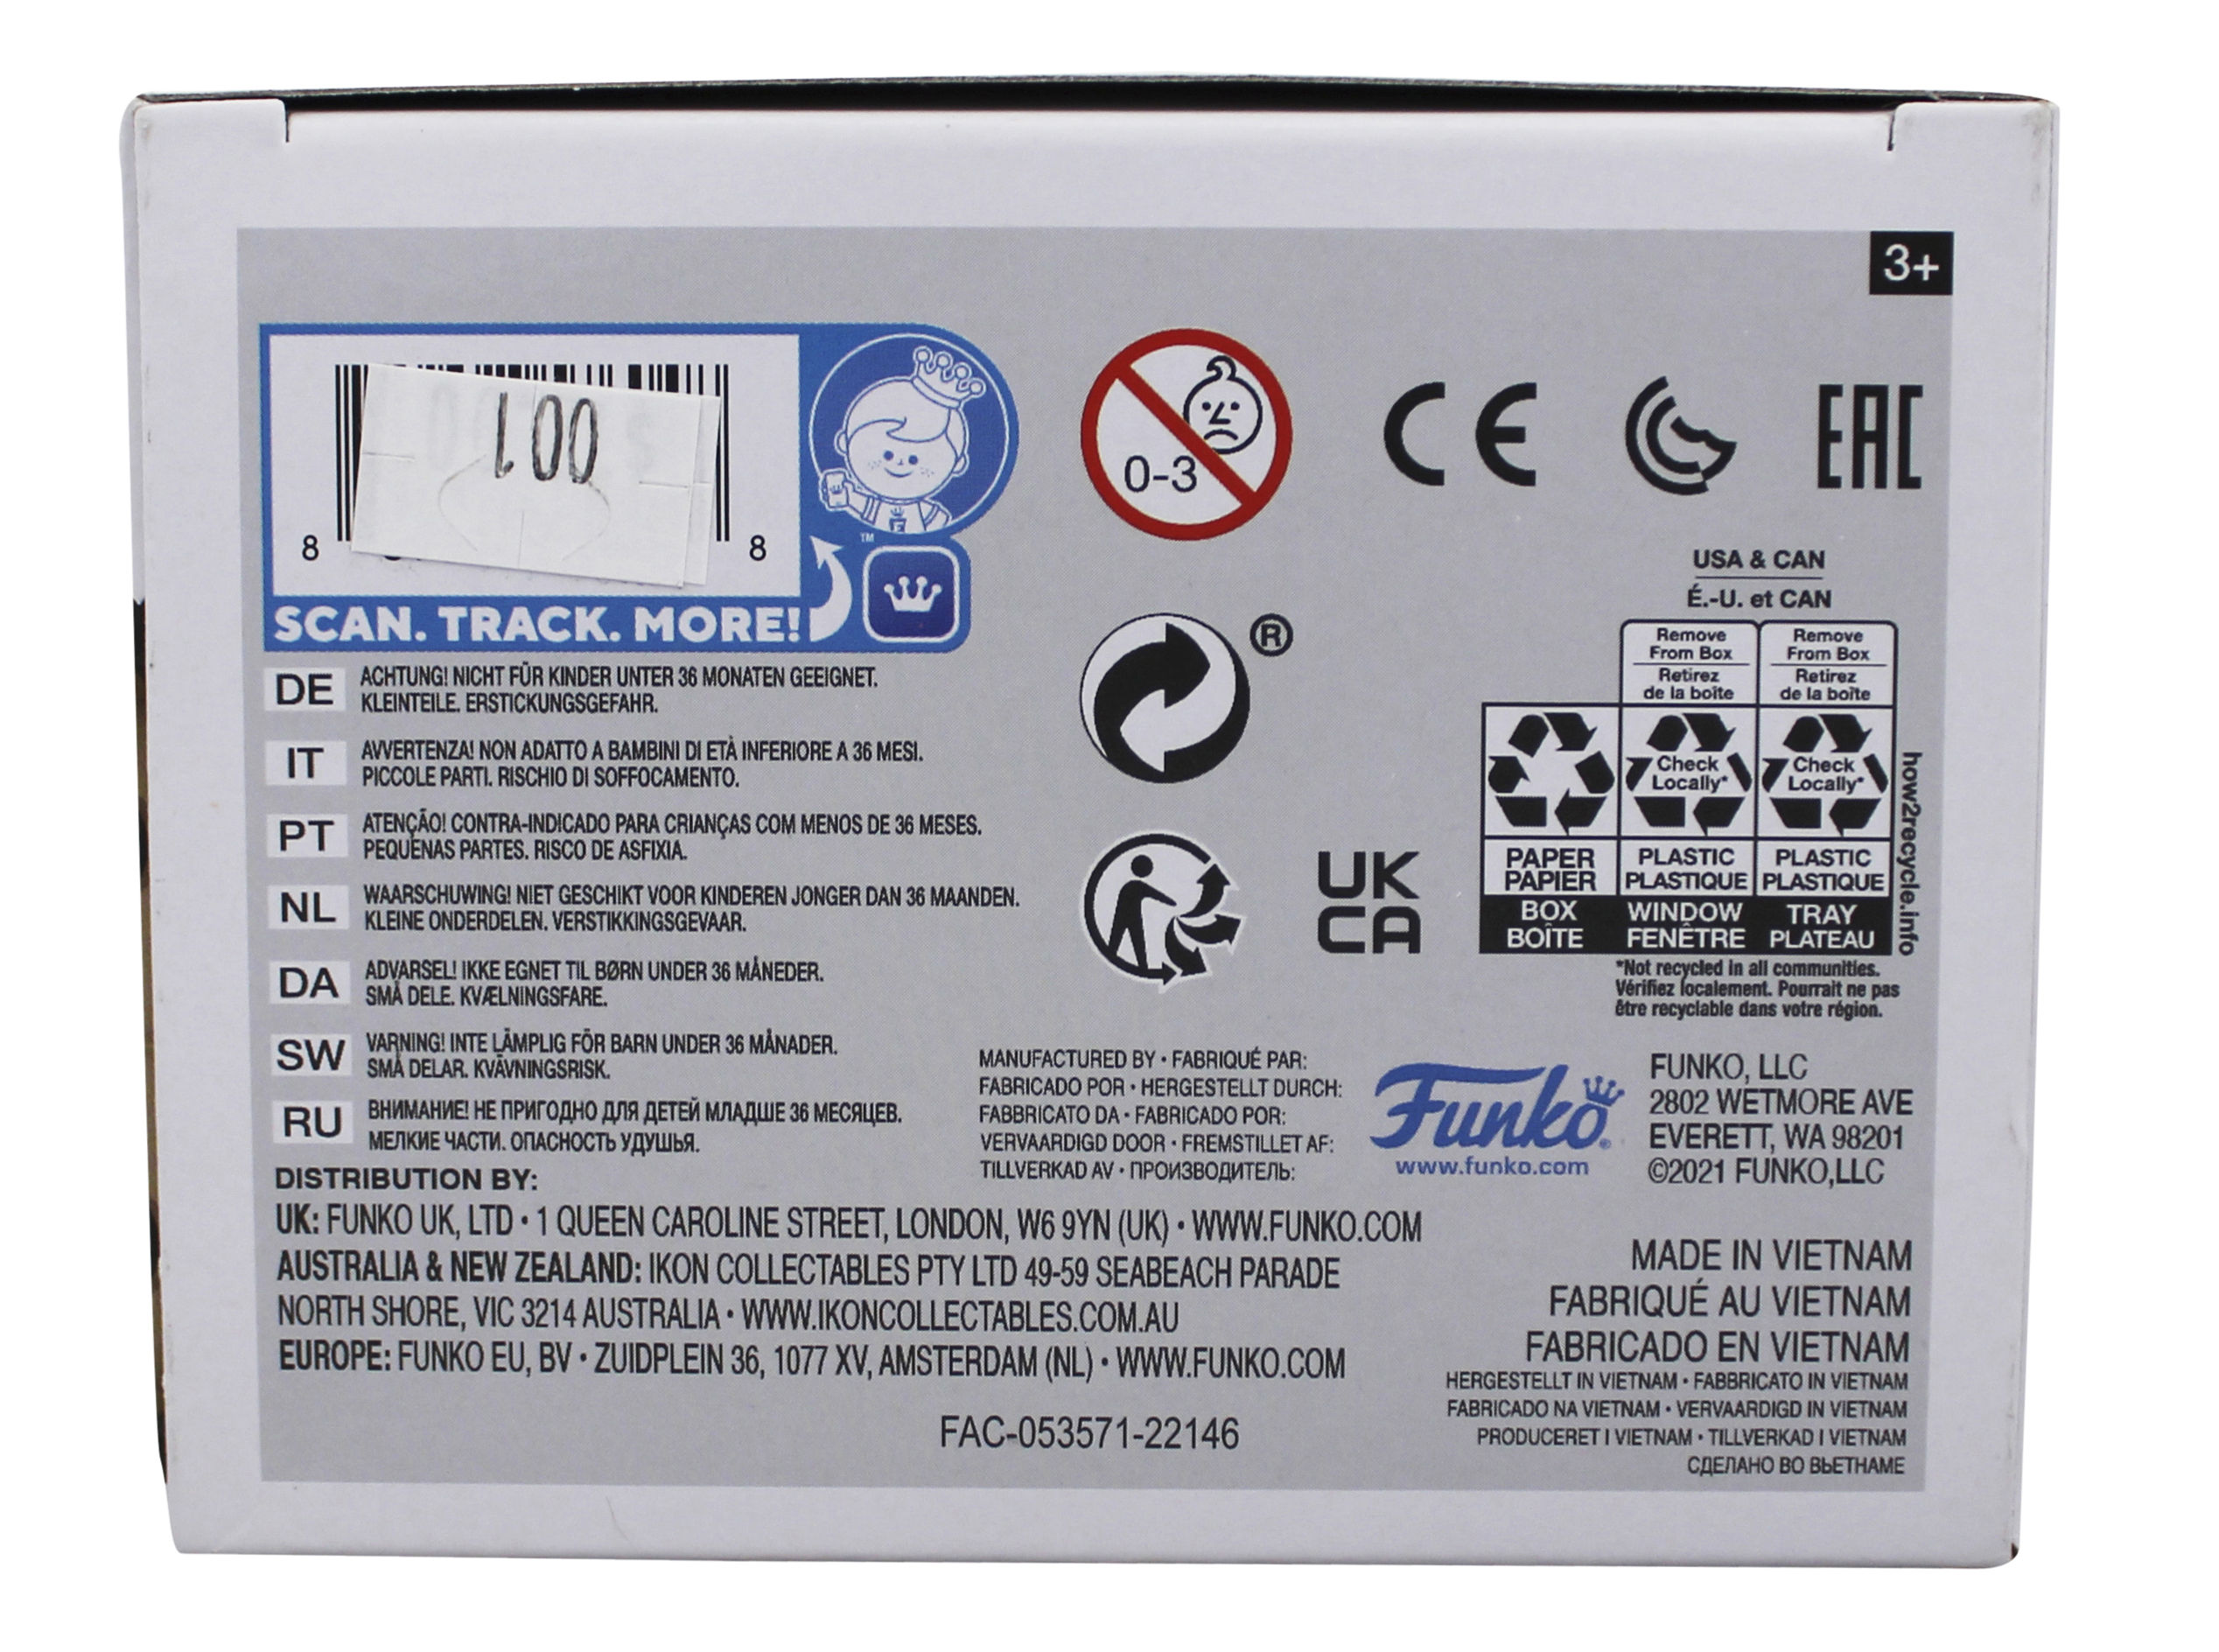 3+
001
8 8
TM
SCAN. TRACK. MORE!
0-3
CE
EAC
USA & CAN
É.-U. et CAN
Remove
From Box
Retirez
de la boîte
Remove
From Box
Retirez
de la boîte
Check
Locally*
Check
Locally*
PAPER
PAPIER
PLASTIC
PLASTIQUE
PLASTIC
PLASTIQUE
BOX
BOÎTE
WINDOW
FENÊTRE
TRAY
PLATEAU
how2recycle.info
*Not recycled in all communities.
Vérifiez localement. Pourrait ne pas
être recyclable dans votre région.
®
UK
CA
DE ACHTUNG! NICHT FÜR KINDER UNTER 36 MONATEN GEEIGNET.
KLEINTEILE. ERSTICKUNGSGEFAHR.
IT AVVERTENZA! NON ADATTO A BAMBINI DI ETÀ INFERIORE A 36 MESI.
PICCOLE PARTI. RISCHIO DI SOFFOCAMENTO.
PT ATENÇÃO! CONTRA-INDICADO PARA CRIANÇAS COM MENOS DE 36 MESES.
PEQUENAS PARTES. RISCO DE ASFIXIA.
NL WAARSCHUWING! NIET GESCHIKT VOOR KINDEREN JONGER DAN 36 MAANDEN.
KLEINE ONDERDELEN. VERSTIKKINGSGEVAAR.
DA ADVARSEL! IKKE EGNET TIL BØRN UNDER 36 MÅNEDER.
SMÅ DELE. KVÆLNINGSFARE.
SW VARNING! INTE LÄMPLIG FÖR BARN UNDER 36 MÅNADER.
SMÅ DELAR. KVÄVNINGSRISK.
RU ВНИМАНИЕ! НЕ ПРИГОДНО ДЛЯ ДЕТЕЙ МЛАДШЕ 36 МЕСЯЦЕВ.
МЕЛКИЕ ЧАСТИ. ОПАСНОСТЬ УДУШЬЯ.
MANUFACTURED BY • FABRIQUÉ PAR:
FABRICADO POR • HERGESTELLT DURCH:
FABBRICATO DA • FABRICADO POR:
VERVAARDIGD DOOR • FREMSTILLET AF:
TILLVERKAD AV • ПРОИЗВОДИТЕЛЬ:
Funko®
www.funko.com
FUNKO, LLC
2802 WETMORE AVE
EVERETT, WA 98201
©2021 FUNKO,LLC
DISTRIBUTION BY:
UK: FUNKO UK, LTD • 1 QUEEN CAROLINE STREET, LONDON, W6 9YN (UK) • WWW.FUNKO.COM
AUSTRALIA & NEW ZEALAND: IKON COLLECTABLES PTY LTD 49-59 SEABEACH PARADE
NORTH SHORE, VIC 3214 AUSTRALIA • WWW.IKONCOLLECTABLES.COM.AU
EUROPE: FUNKO EU, BV • ZUIDPLEIN 36, 1077 XV, AMSTERDAM (NL) • WWW.FUNKO.COM
MADE IN VIETNAM
FABRIQUÉ AU VIETNAM
FABRICADO EN VIETNAM
HERGESTELLT IN VIETNAM • FABBRICATO IN VIETNAM
FABRICADO NA VIETNAM • VERVAARDIGD IN VIETNAM
PRODUCERET I VIETNAM • TILLVERKAD I VIETNAM
СДЕЛАНО ВО ВЬЕТНАМЕ
FAC-053571-22146